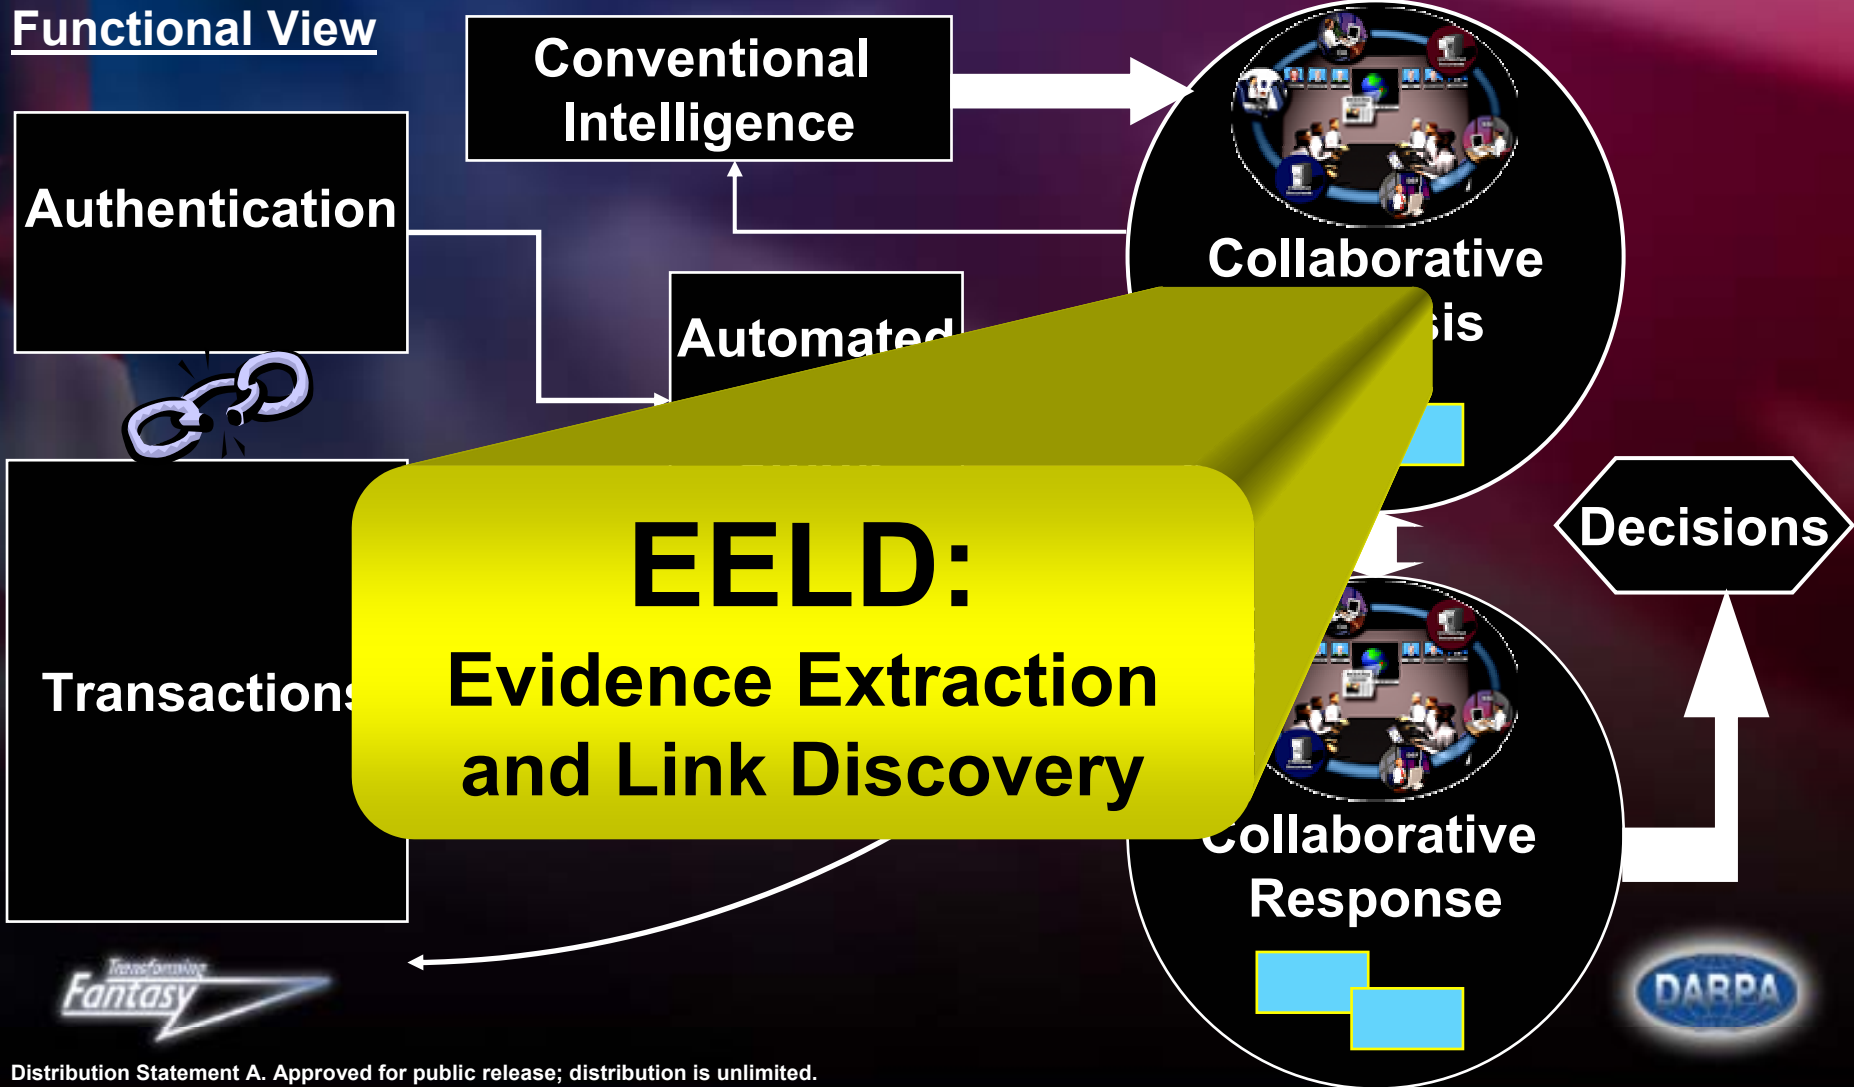 Functional View
Conventional
Intelligence
Authentication
Automated
Collaborative
sis
EELD:
Evidence Extraction
and Link Discovery
Transactions
Decisions
Collaborative
Response
Transforming
Fantasy
DARPA
Distribution Statement A. Approved for public release; distribution is unlimited.